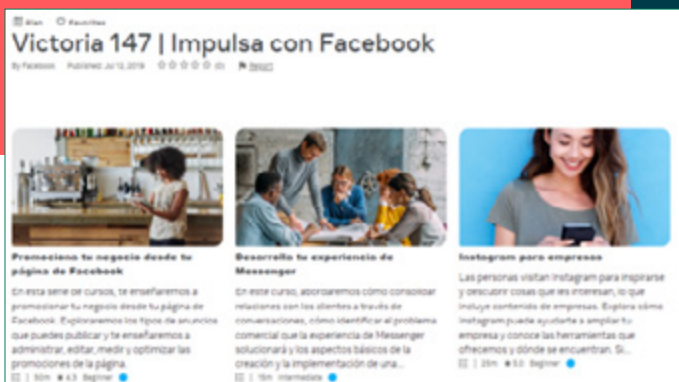 Plan Favorites
Victoria 147 | Impulsa con Facebook
By Facebook Published Jul 12, 2019 (0) Report
Promociona tu negocio desde tu
página de Facebook
En esta serie de cursos, te enseñaremos a
promocionar tu negocio desde tu página de
Facebook. Exploraremos los tipos de anuncios
que puedes publicar y te enseñaremos a
administrar, editar, medir y optimizar las
promociones de la página.
50m 4.3 Beginner
Desarrolla tu experiencia de
Messenger
En este curso, abordaremos cómo consolidar
relaciones con los clientes a través de
conversaciones, cómo identificar el problema
comercial que la experiencia de Messenger
solucionará y los aspectos básicos de la
creación y la implementación de una...
15m Intermediate
Instagram para empresas
Las personas visitan Instagram para inspirarse
y descubrir cosas que les interesan, lo que
incluye contenido de empresas. Explora cómo
Instagram puede ayudarte a ampliar tu
empresa y conoce las herramientas que
ofrecemos y dónde se encuentran. Si...
25m 5.0 Beginner